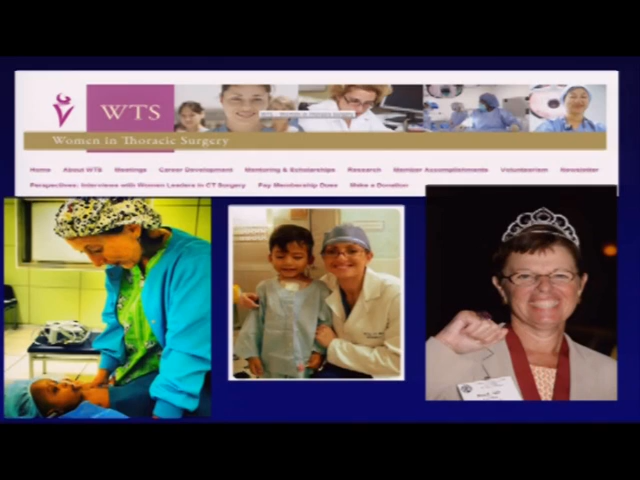 WTS
Women in Thoracic Surgery
Home About WTS Meetings Career Development Mentoring & Scholarships Research Member Accomplishments Volunteerism Newsletter
Perspectives: Interviews with Women Leaders in CT Surgery Pay Membership Dues Make a Donation